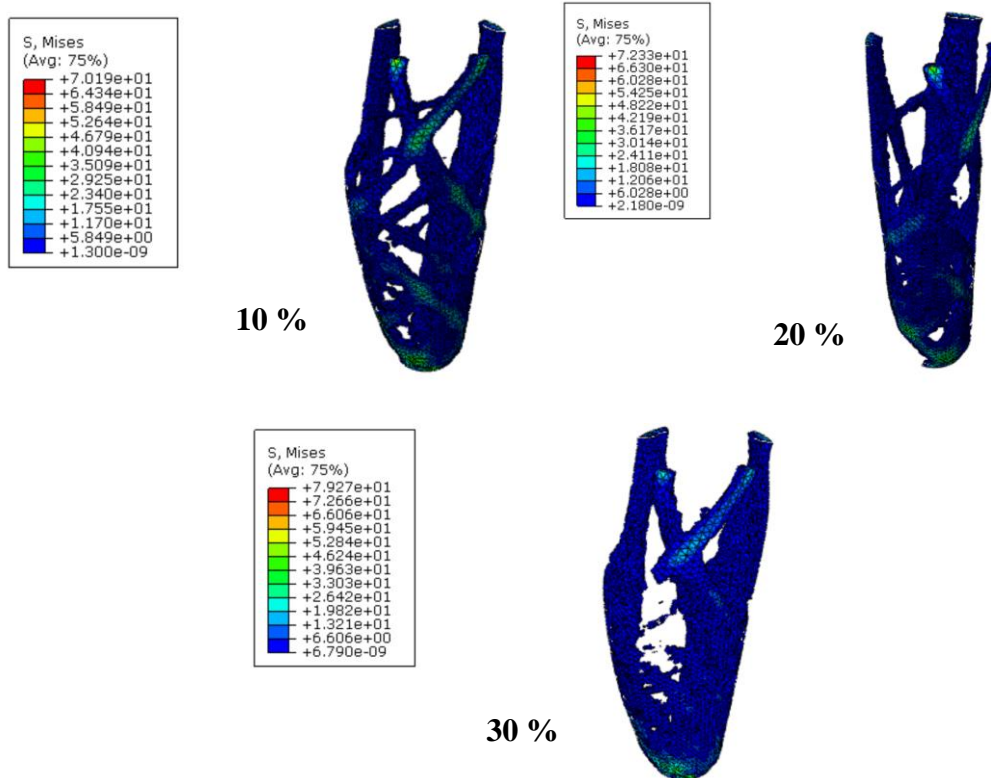 S, Mises
(Avg: 75%)
+7.019e+01
+6.434e+01
+5.849e+01
+5.264e+01
+4.679e+01
+4.094e+01
+3.509e+01
+2.925e+01
+2.340e+01
+1.755e+01
+1.170e+01
+5.849e+00
+1.300e-09
10 %
S, Mises
(Avg: 75%)
+7.233e+01
+6.630e+01
+6.028e+01
+5.425e+01
+4.822e+01
+4.219e+01
+3.617e+01
+3.014e+01
+2.411e+01
+1.808e+01
+1.206e+01
+6.028e+00
+2.180e-09
20 %
S, Mises
(Avg: 75%)
+7.927e+01
+7.266e+01
+6.606e+01
+5.945e+01
+5.284e+01
+4.624e+01
+3.963e+01
+3.303e+01
+2.642e+01
+1.982e+01
+1.321e+01
+6.606e+00
+6.790e-09
30 %